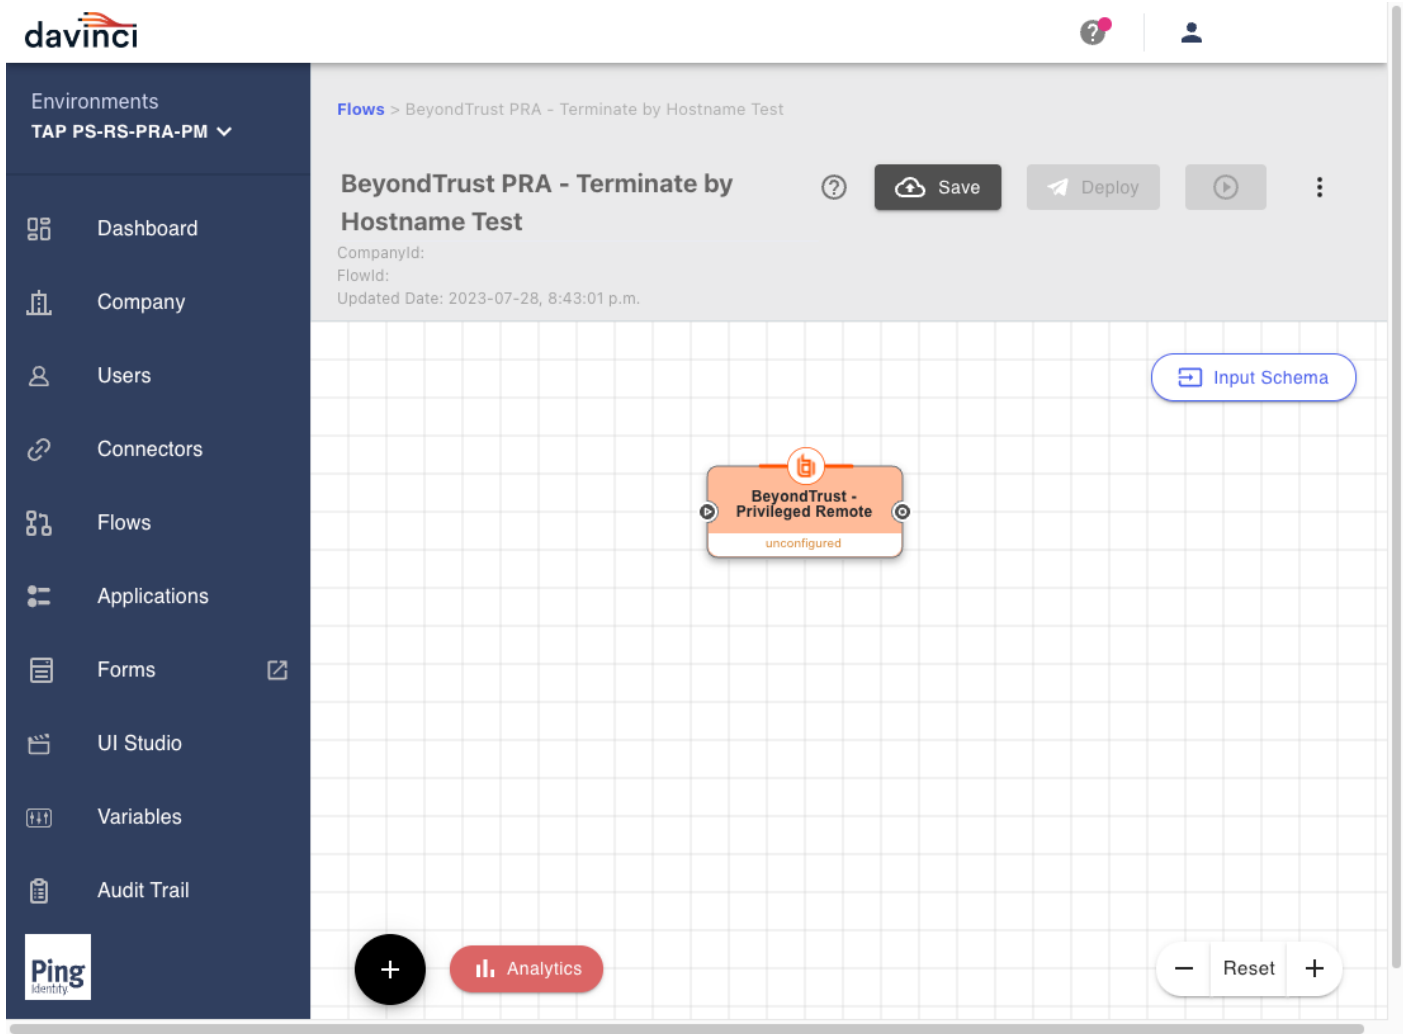 davinci
Environments
TAP PS-RS-PRA-PM
Dashboard
Company
Users
Connectors
Flows
Applications
Forms
UI Studio
Variables
Audit Trail
Ping
Identity.
Flows > BeyondTrust PRA - Terminate by Hostname Test
BeyondTrust PRA - Terminate by
Hostname Test
CompanyId:
FlowId:
Updated Date: 2023-07-28, 8:43:01 p.m.
Save
Deploy
Input Schema
BeyondTrust -
Privileged Remote
unconfigured
Analytics
Reset